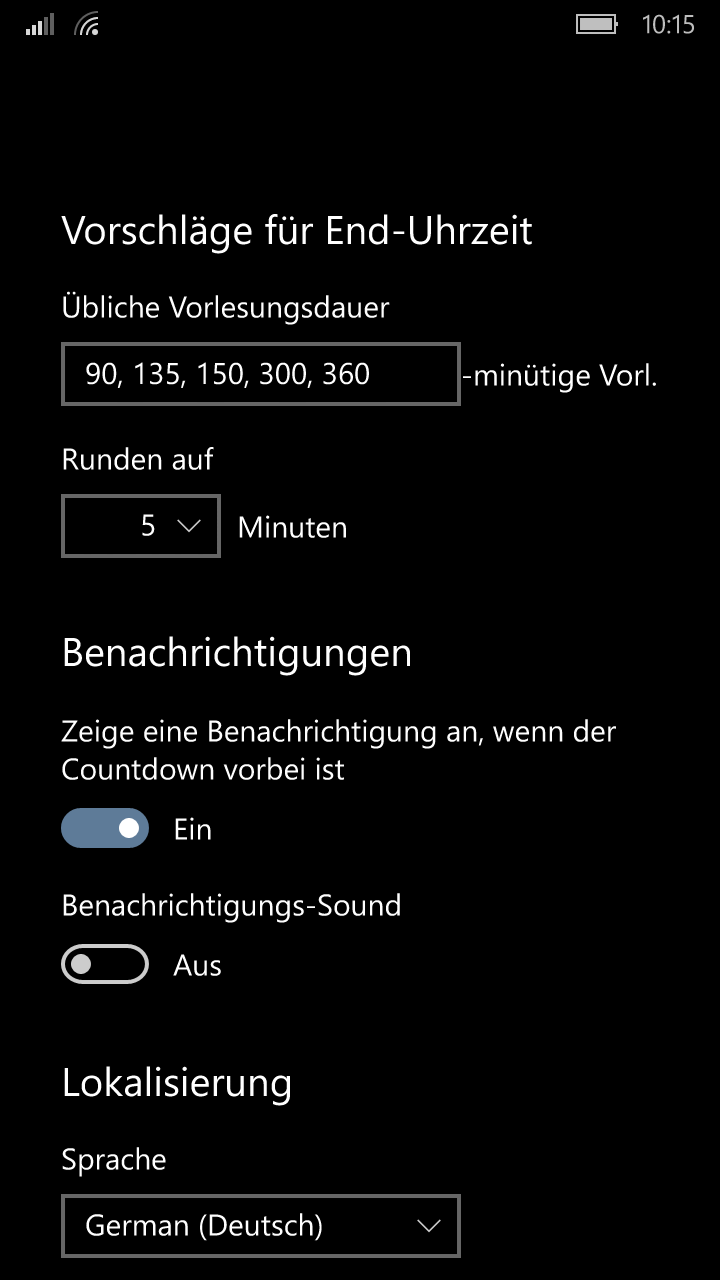 10:15
Vorschläge für End-Uhrzeit
Übliche Vorlesungsdauer
90, 135, 150, 300, 360 -minütige Vorl.
Runden auf
5 Minuten
Benachrichtigungen
Zeige eine Benachrichtigung an, wenn der
Countdown vorbei ist
Ein
Benachrichtigungs-Sound
Aus
Lokalisierung
Sprache
German (Deutsch)